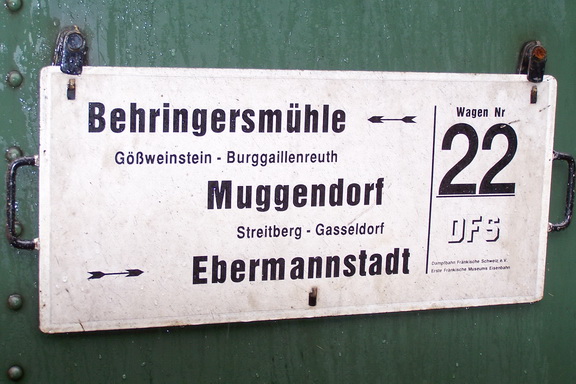 Behringersmühle
Gößweinstein - Burggaillenreuth
Muggendorf
Streitberg - Gasseldorf
Ebermannstadt
Wagen Nr
22
DFS
Dampfbahn Fränkische Schweiz e.V.
Erste Fränkische Museums Eisenbahn